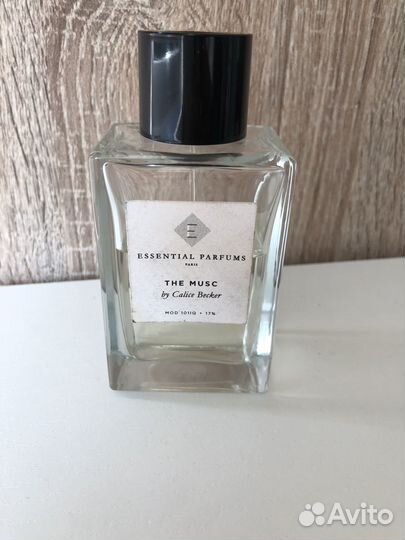 E
ESSENTIAL PARFUMS
PARIS
THE MUSC
by Calice Becker
MOD 1011Q • 17%
Avito